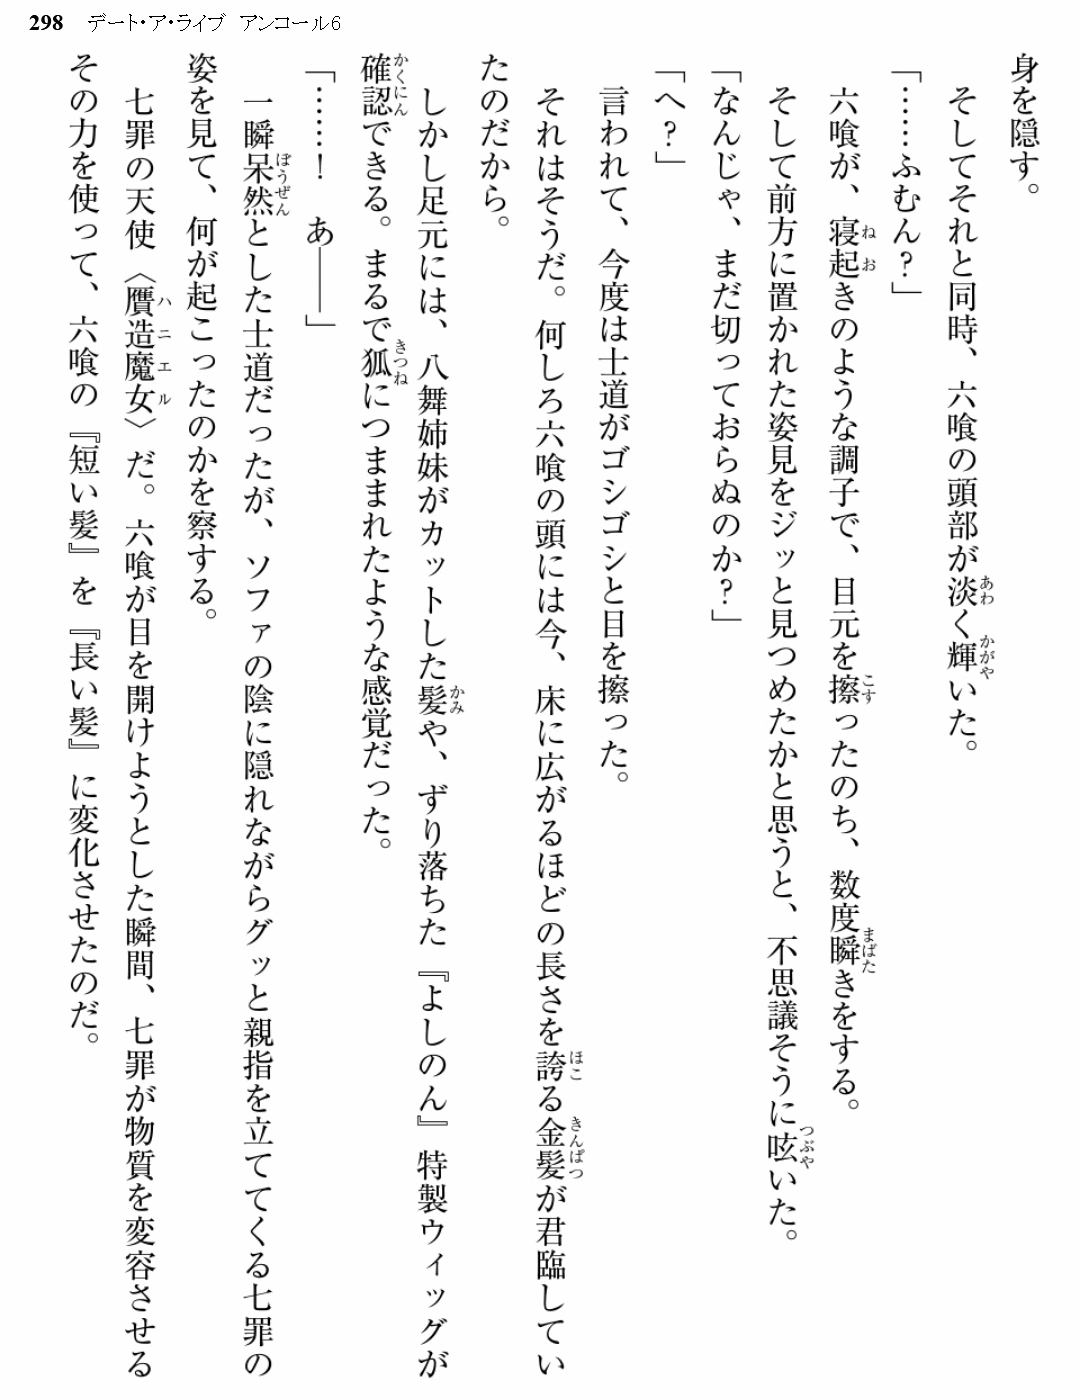 298 デート・ア・ライブ アンコール6
身を隠す。
そしてそれと同時、六喰の頭部が淡く輝いた。
「……ふむん？」
六喰が、寝起きのような調子で、目元を擦ったのち、数度瞬きをする。
そして前方に置かれた姿見をジッと見つめたかと思うと、不思議そうに呟いた。
「なんじゃ、まだ切っておらぬのか？」
「へ？」
言われて、今度は士道がゴシゴシと目を擦った。
それはそうだ。何しろ六喰の頭には今、床に広がるほどの長さを誇る金髪が君臨してい
たのだから。
しかし足元には、八舞姉妹がカットした髪や、ずり落ちた『よしのん』特製ウィッグが
確認できる。まるで狐につままれたような感覚だった。
「……！　あ――」
一瞬呆然とした士道だったが、ソファの陰に隠れながらグッと親指を立ててくる七罪の
姿を見て、何が起こったのかを察する。
七罪の天使〈贋造魔女〉だ。六喰が目を開けようとした瞬間、七罪が物質を変容させる
その力を使って、六喰の『短い髪』を『長い髪』に変化させたのだ。